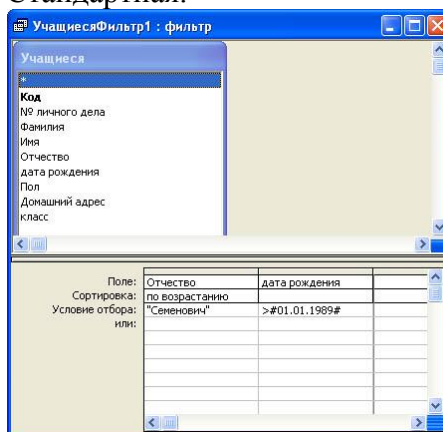 Стандартная.
УчащиесяФильтр1 : фильтр
Учащиеся
*
Код
№ личного дела
Фамилия
Имя
Отчество
дата рождения
Пол
Домашний адрес
класс
Поле: Отчество дата рождения
Сортировка: по возрастанию
Условие отбора: "Семенович" >#01.01.1989#
или: